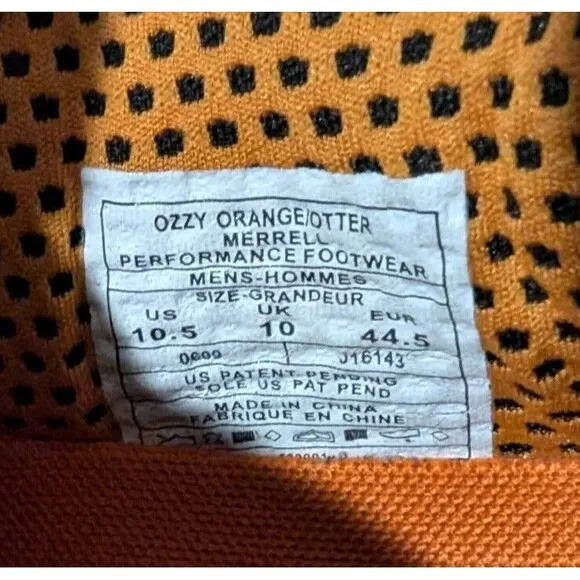 OZZY ORANGE/OTTER
MERRELL
PERFORMANCE FOOTWEAR
MENS-HOMMES
SIZE-GRANDEUR
US UK EUR
10.5 10 44.5
0609 J16143
US PATENT PENDING
SOLE US PAT PEND
MADE IN CHINA
FABRIQUE EN CHINE